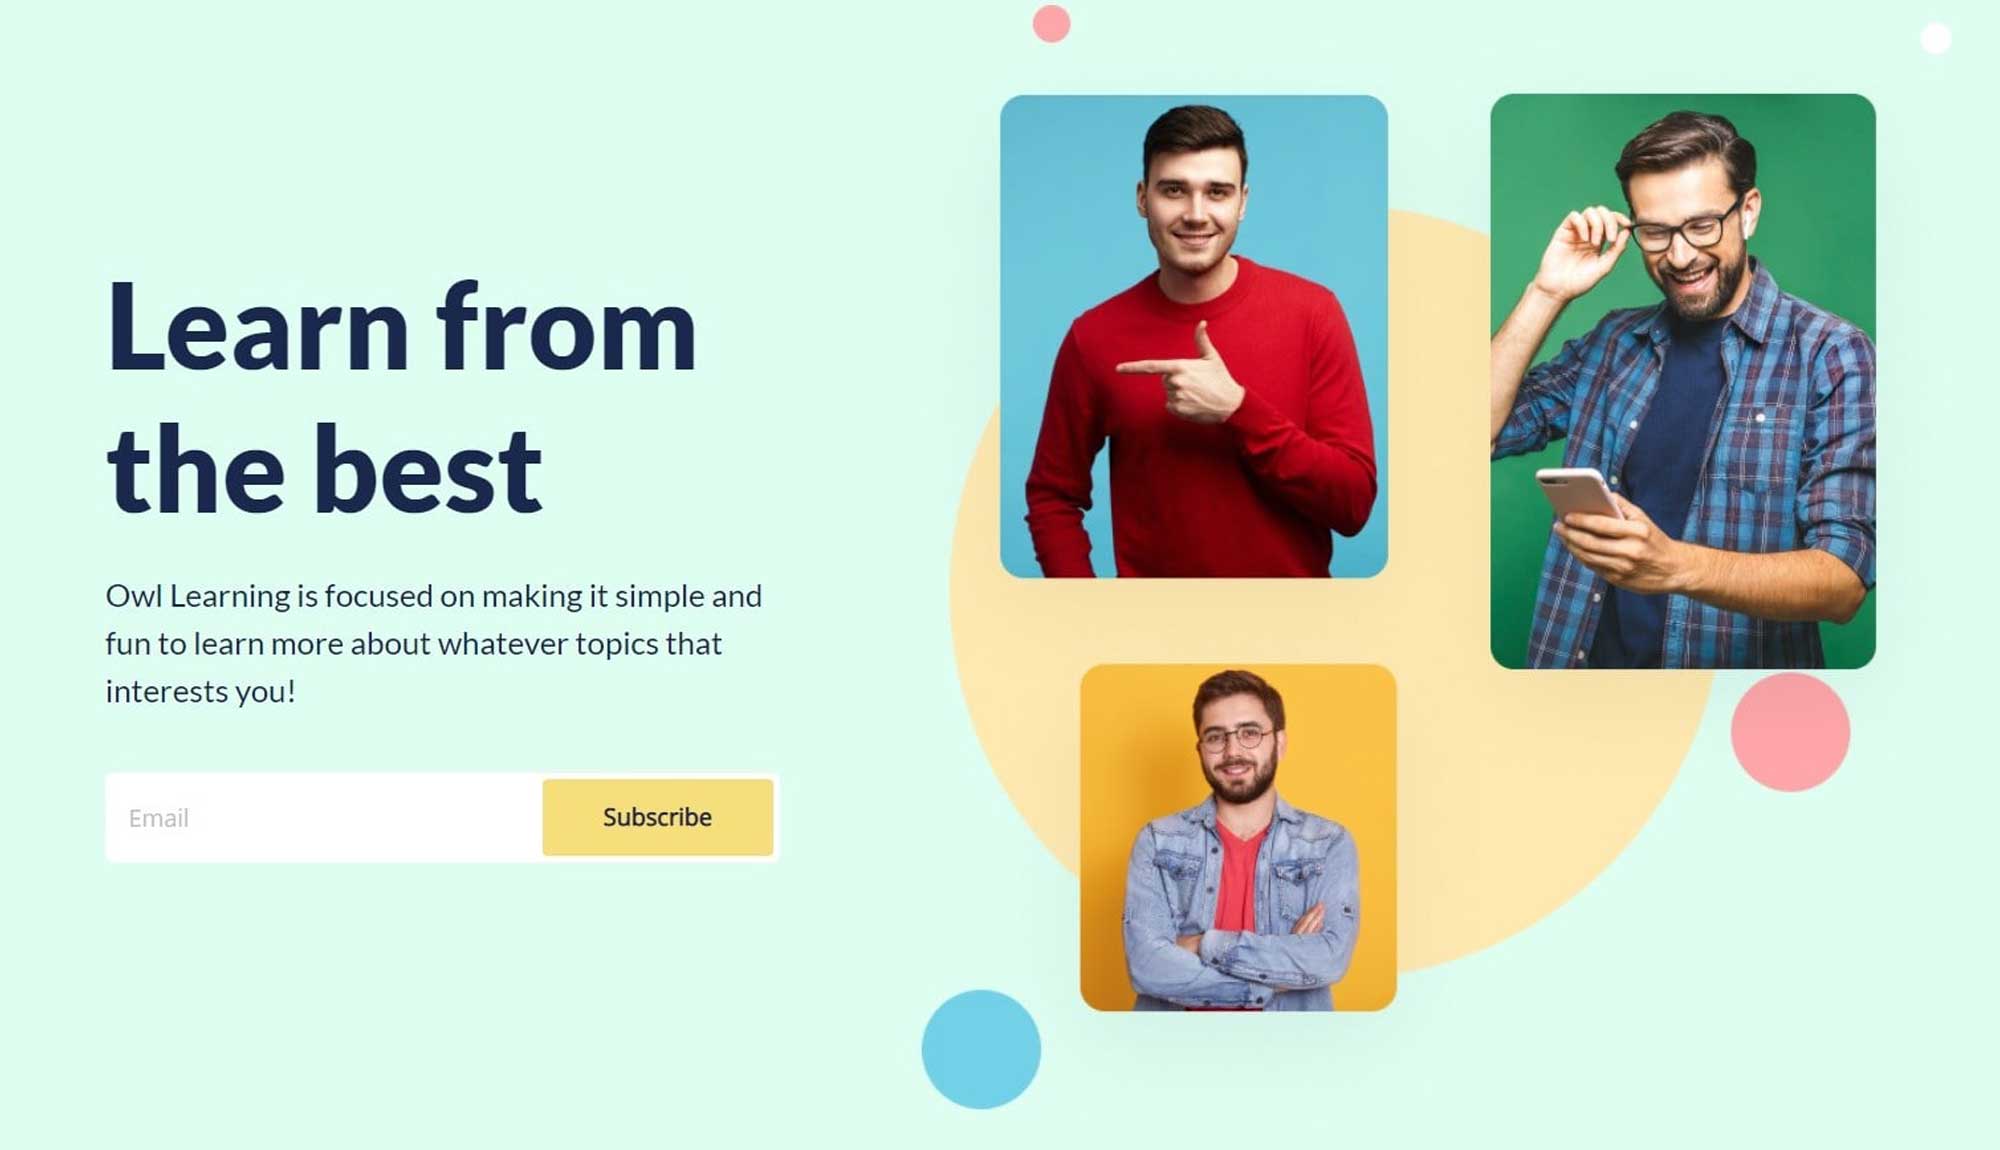 Learn from
the best
Owl Learning is focused on making it simple and
fun to learn more about whatever topics that
interests you!
Email
Subscribe